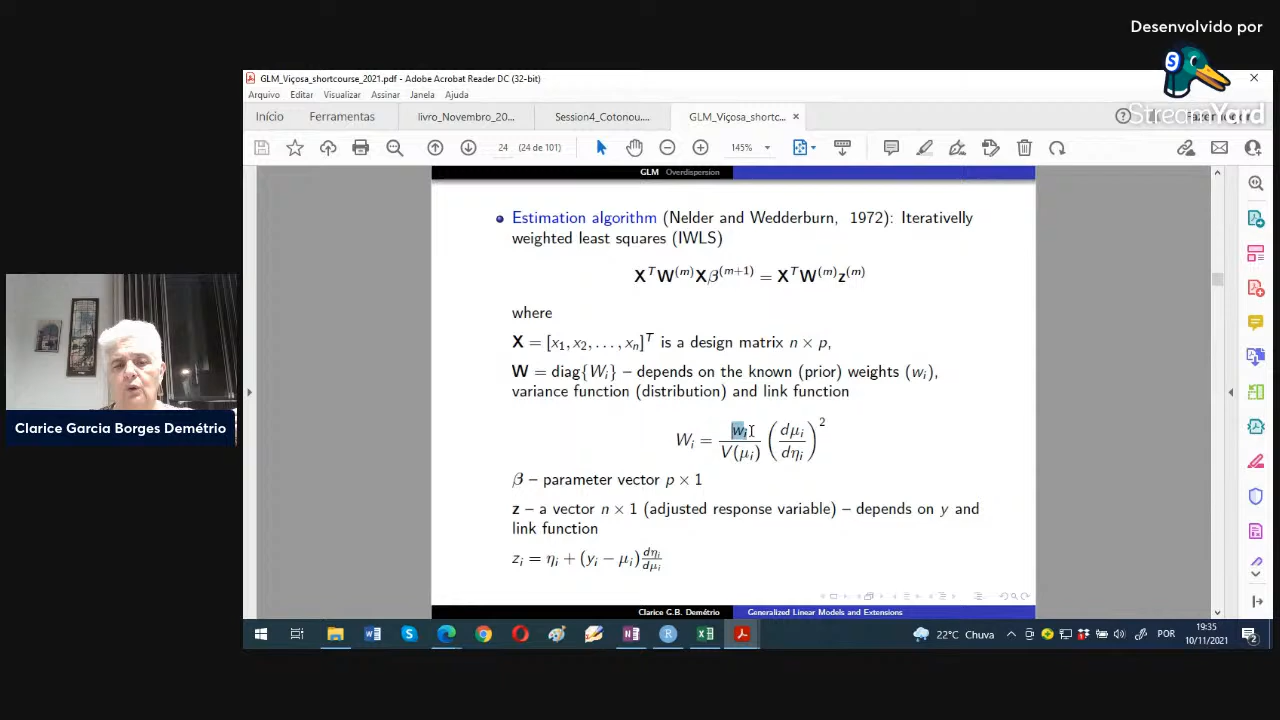 Desenvolvido por
StreamYard
GLM_Viçosa_shortcourse_2021.pdf - Adobe Acrobat Reader DC (32-bit)
Arquivo Editar Visualizar Assinar Janela Ajuda
Início Ferramentas livro_Novembro_20... Session4_Cotonou.... GLM_Viçosa_shortc... ×
24 (24 de 101) 145%
GLM Overdispersion
• Estimation algorithm (Nelder and Wedderburn, 1972): Iterativelly
weighted least squares (IWLS)
X^T W^(m) X β^(m+1) = X^T W^(m) z^(m)
where
X = [x_1, x_2, . . . , x_n]^T is a design matrix n × p,
W = diag{W_i} – depends on the known (prior) weights (w_i),
variance function (distribution) and link function
W_i = w_i / V(μ_i) (dμ_i / dη_i)^2
β – parameter vector p × 1
z – a vector n × 1 (adjusted response variable) – depends on y and
link function
z_i = η_i + (y_i − μ_i) dη_i / dμ_i
Clarice G.B. Demétrio Generalized Linear Models and Extensions
Clarice Garcia Borges Demétrio
22°C Chuva POR 19:35
10/11/2021 2